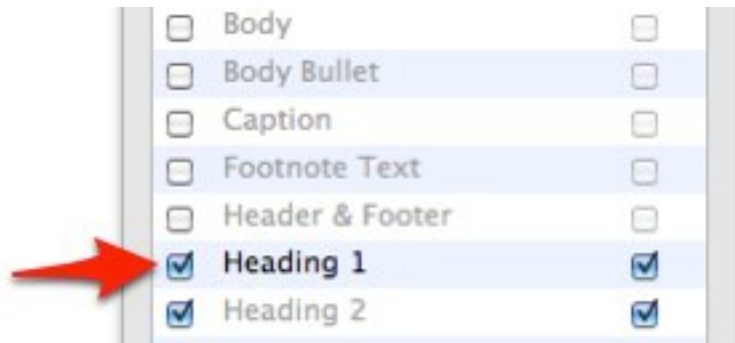 Body
Body Bullet
Caption
Footnote Text
Header & Footer
Heading 1
Heading 2